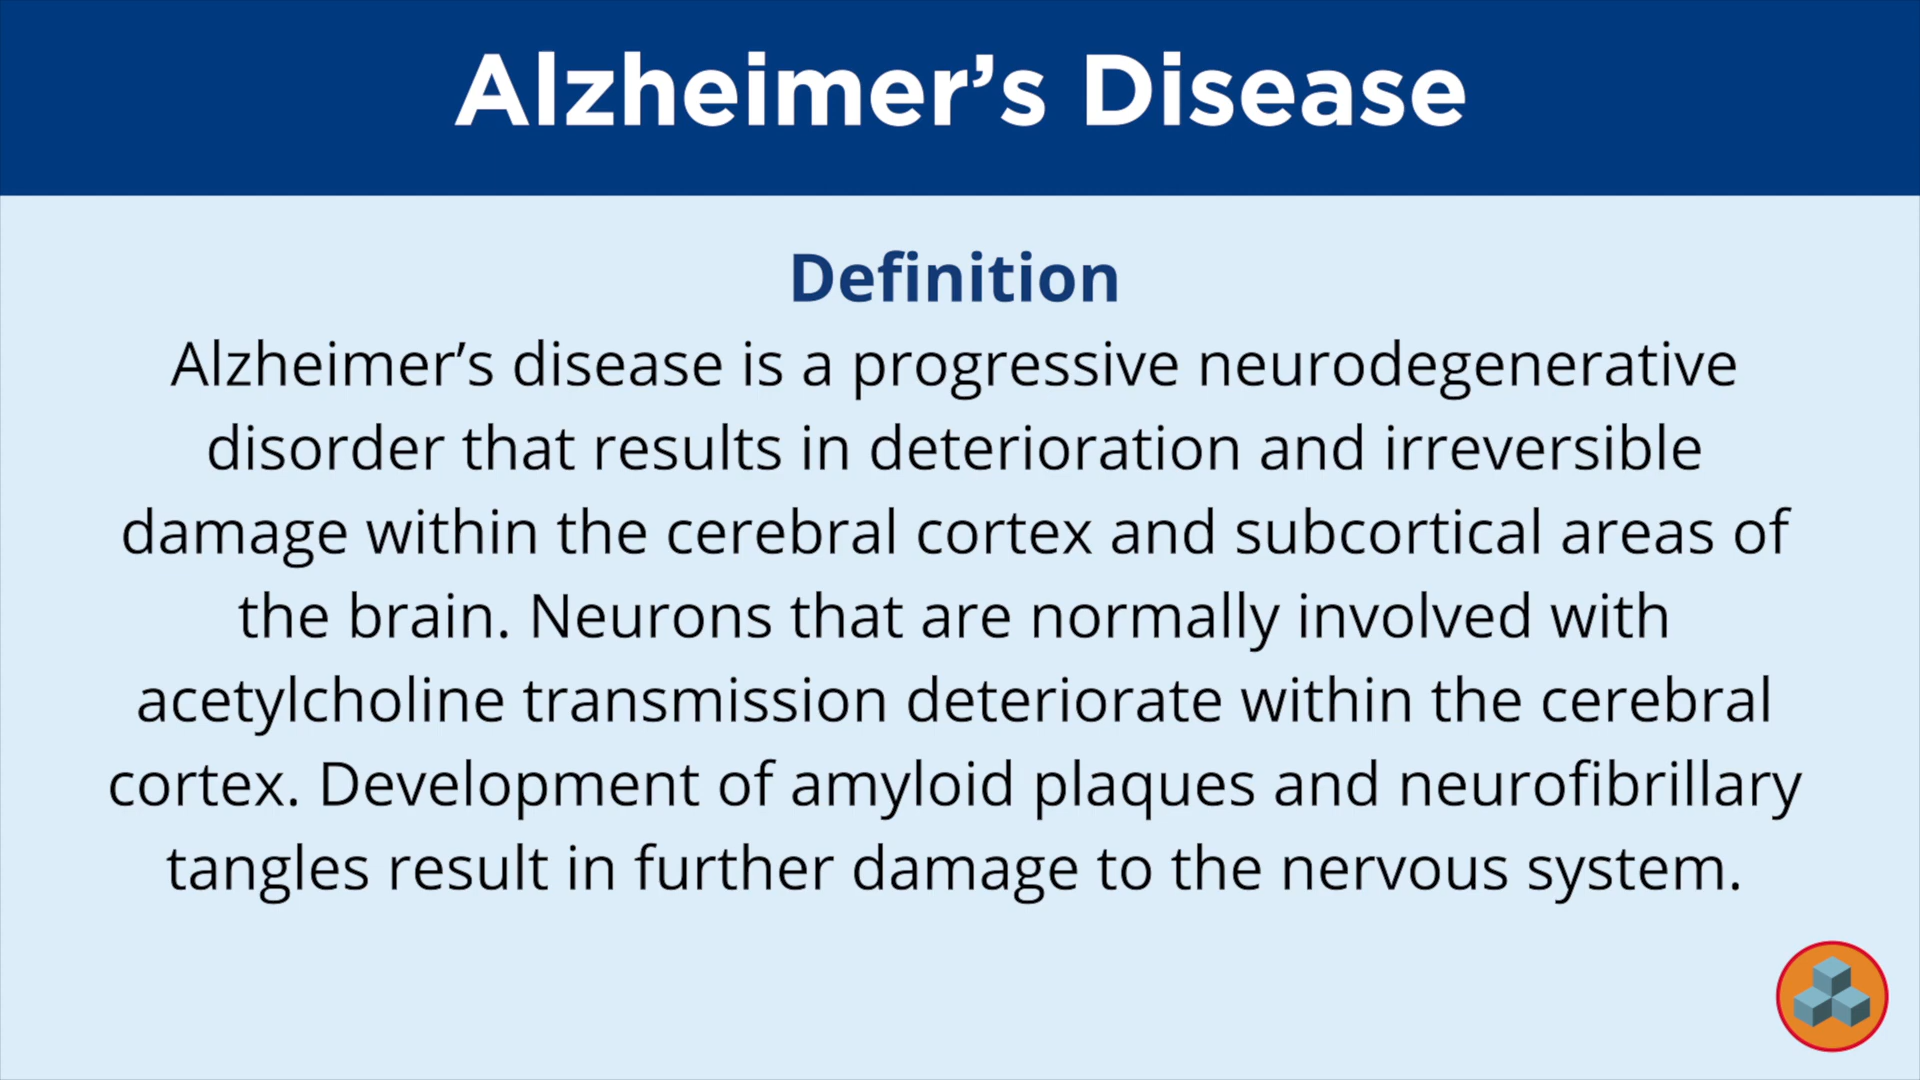 Alzheimer’s Disease
Definition
Alzheimer’s disease is a progressive neurodegenerative
disorder that results in deterioration and irreversible
damage within the cerebral cortex and subcortical areas of
the brain. Neurons that are normally involved with
acetylcholine transmission deteriorate within the cerebral
cortex. Development of amyloid plaques and neurofibrillary
tangles result in further damage to the nervous system.